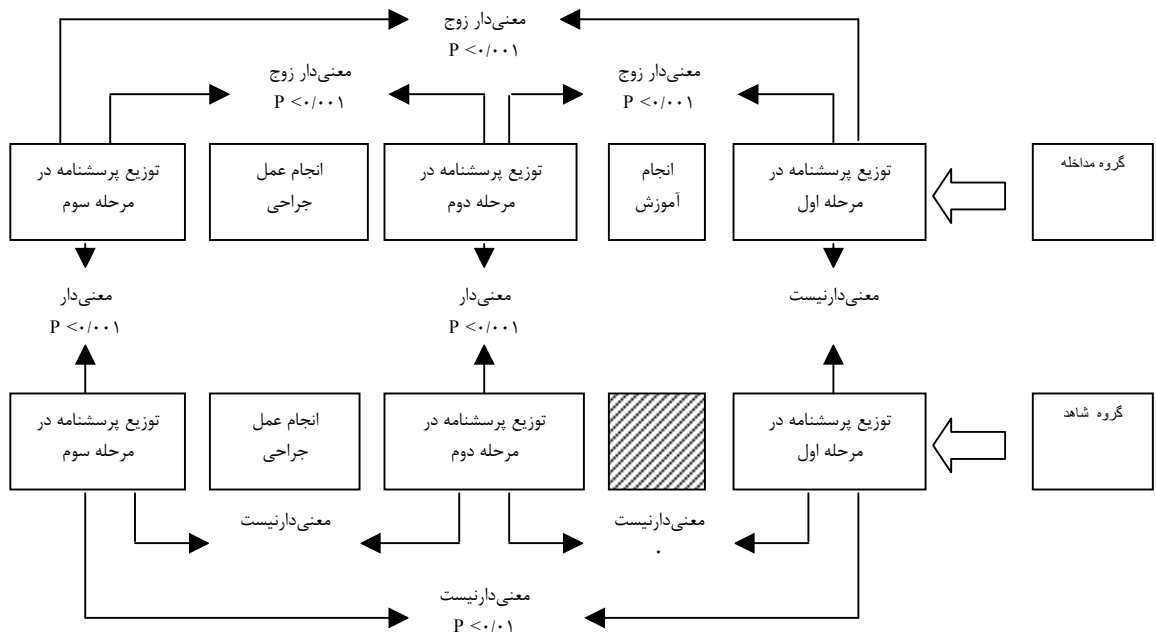 معنی‌دار زوج
P <۰/۰۰۱
معنی‌دار زوج
P <۰/۰۰۱
معنی‌دار زوج
P <۰/۰۰۱
گروه مداخله
توزیع پرسشنامه در
مرحله اول
انجام
آموزش
توزیع پرسشنامه در
مرحله دوم
انجام عمل
جراحی
توزیع پرسشنامه در
مرحله سوم
معنی‌دارنیست
معنی‌دار
P <۰/۰۰۱
معنی‌دار
P <۰/۰۰۱
گروه شاهد
توزیع پرسشنامه در
مرحله اول
توزیع پرسشنامه در
مرحله دوم
انجام عمل
جراحی
توزیع پرسشنامه در
مرحله سوم
معنی‌دارنیست
.
معنی‌دارنیست
معنی‌دارنیست
P <۰/۰۱